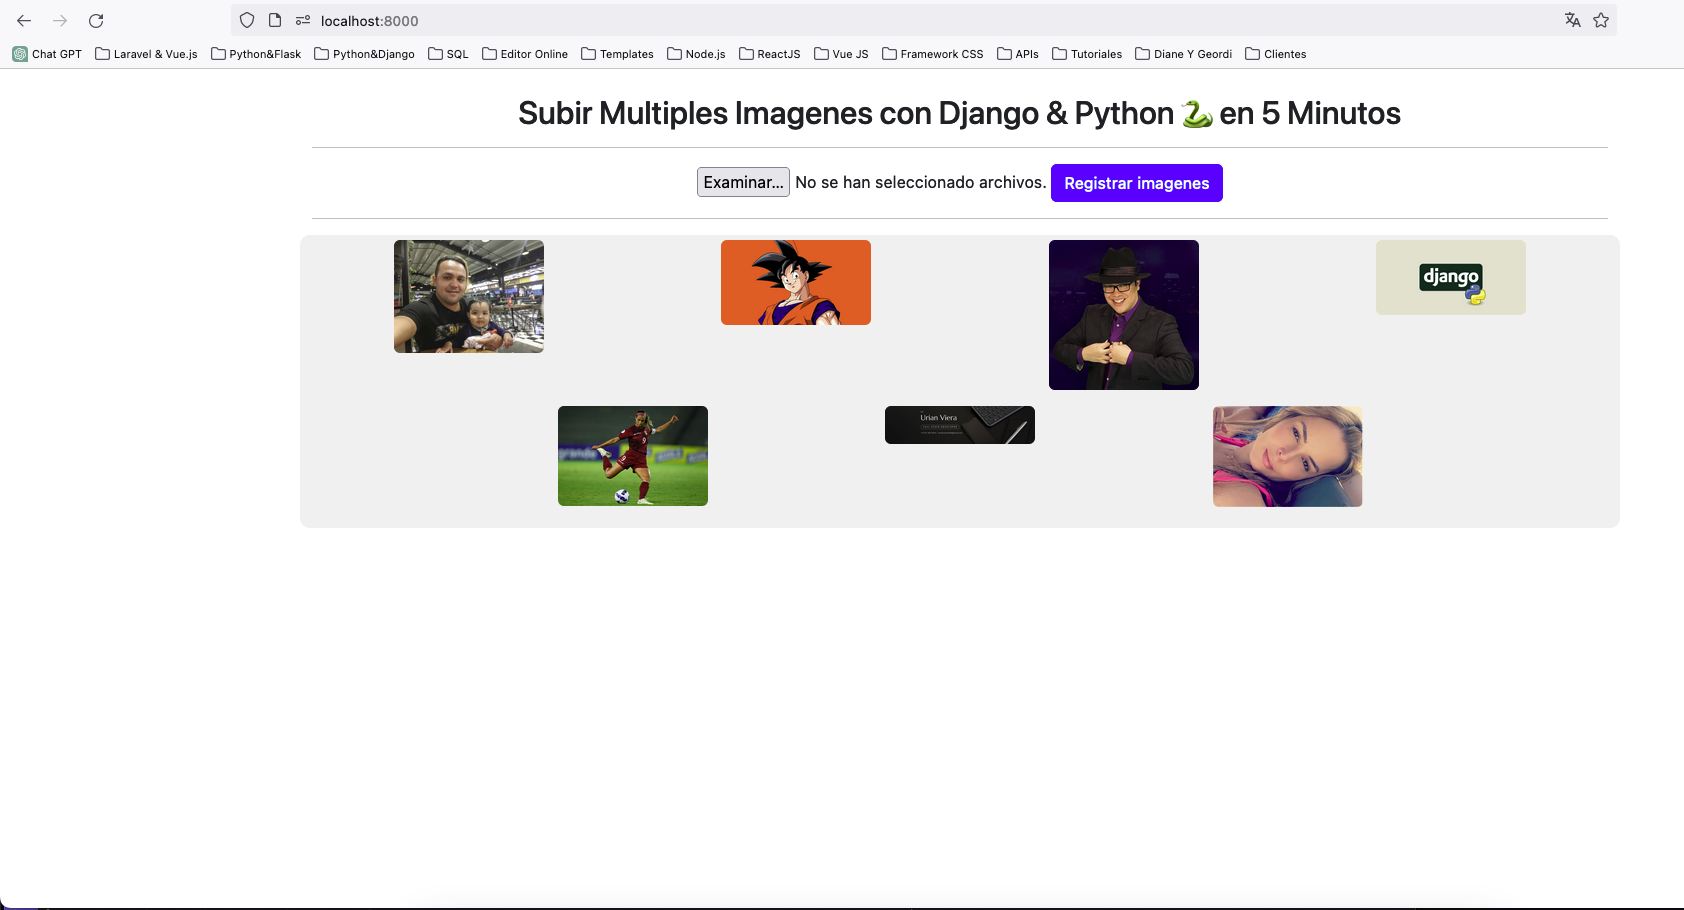 localhost:8000
Chat GPT Laravel & Vue.js Python&Flask Python&Django SQL Editor Online Templates Node.js ReactJS Vue JS Framework CSS APIs Tutoriales Diane Y Geordi Clientes
Subir Multiples Imagenes con Django & Python 🐍 en 5 Minutos
Examinar... No se han seleccionado archivos. Registrar imagenes
django
Urian Viera